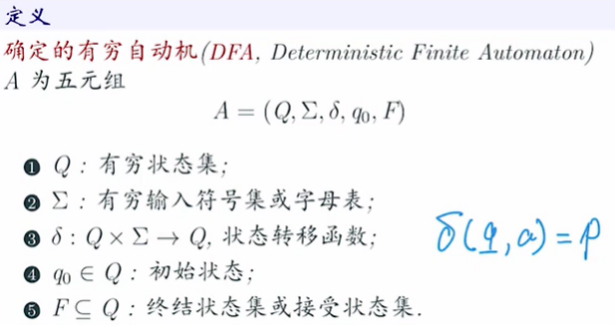 定义
确定的有穷自动机(DFA, Deterministic Finite Automaton)
A 为五元组
A = (Q, Σ, δ, q₀, F)
❶ Q : 有穷状态集;
❷ Σ : 有穷输入符号集或字母表;
❸ δ : Q × Σ → Q, 状态转移函数;
δ(q, a) = p
❹ q₀ ∈ Q : 初始状态;
❺ F ⊆ Q : 终结状态集或接受状态集.